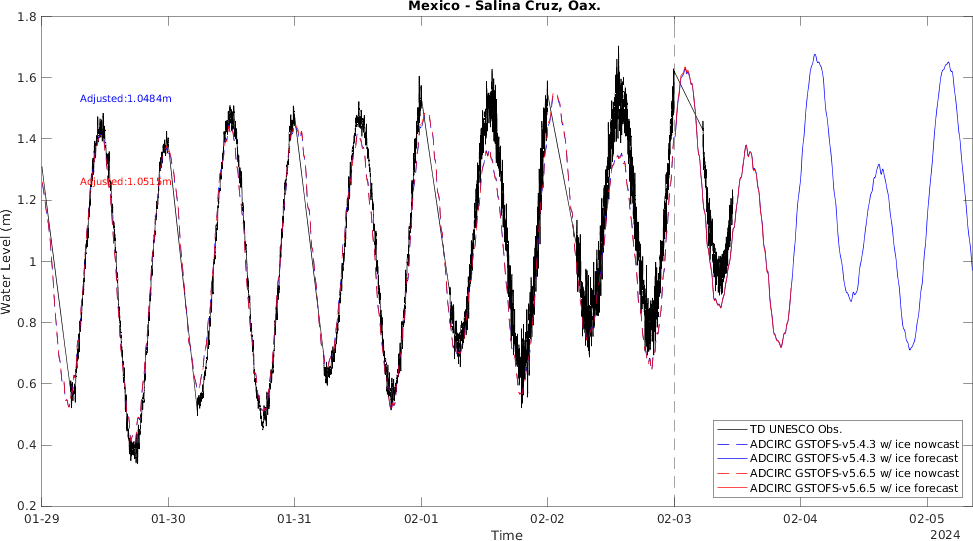 Mexico - Salina Cruz, Oax.
1.8
1.6
1.4
1.2
1
0.8
0.6
0.4
0.2
Water Level (m)
Adjusted:1.0484m
Adjusted:1.0515m
TD UNESCO Obs.
ADCIRC GSTOFS-v5.4.3 w/ ice nowcast
ADCIRC GSTOFS-v5.4.3 w/ ice forecast
ADCIRC GSTOFS-v5.6.5 w/ ice nowcast
ADCIRC GSTOFS-v5.6.5 w/ ice forecast
01-29 01-30 01-31 02-01 02-02 02-03 02-04 02-05
Time
2024